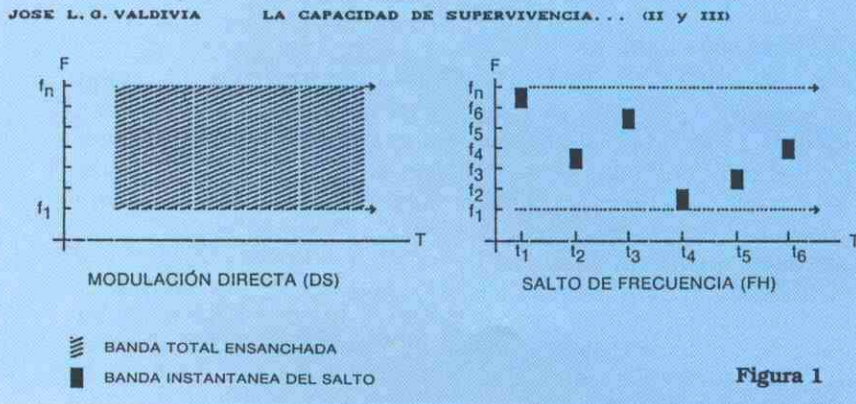 JOSE L. G. VALDIVIA LA CAPACIDAD DE SUPERVIVENCIA... (II y III)
F
fn
f1
T
MODULACIÓN DIRECTA (DS)
F
fn
f6
f5
f4
f3
f2
f1
t1 t2 t3 t4 t5 t6
T
SALTO DE FRECUENCIA (FH)
BANDA TOTAL ENSANCHADA
BANDA INSTANTANEA DEL SALTO
Figura 1